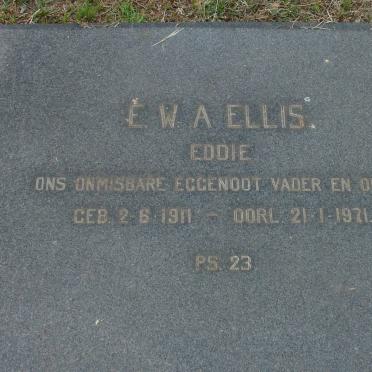 E. W. A ELLIS.
EDDIE
ONS ONMISBARE EGGENOOT VADER EN
GEB. 2-6-1911 - OORL. 21-1-1971.
PS. 23